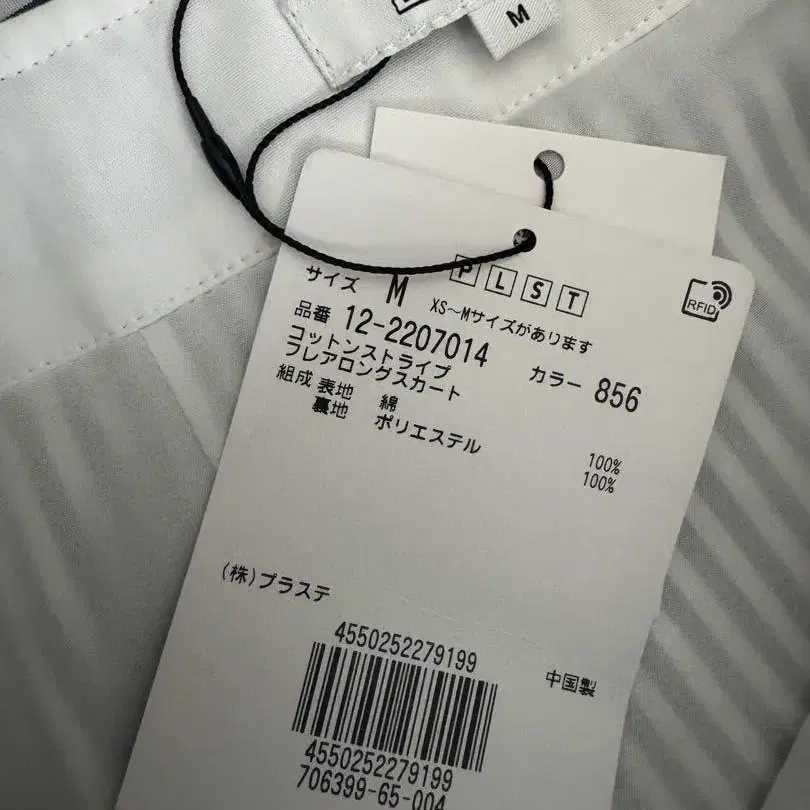 M
PLST
RFID
サイズ M XS～Mサイズがあります
品番 12-2207014 カラー 856
コットンストライプ
フレアロングスカート
組成 表地 綿 100%
裏地 ポリエステル 100%
(株)プラステ
4550252279199
中国製
4550252279199
706399-65-004